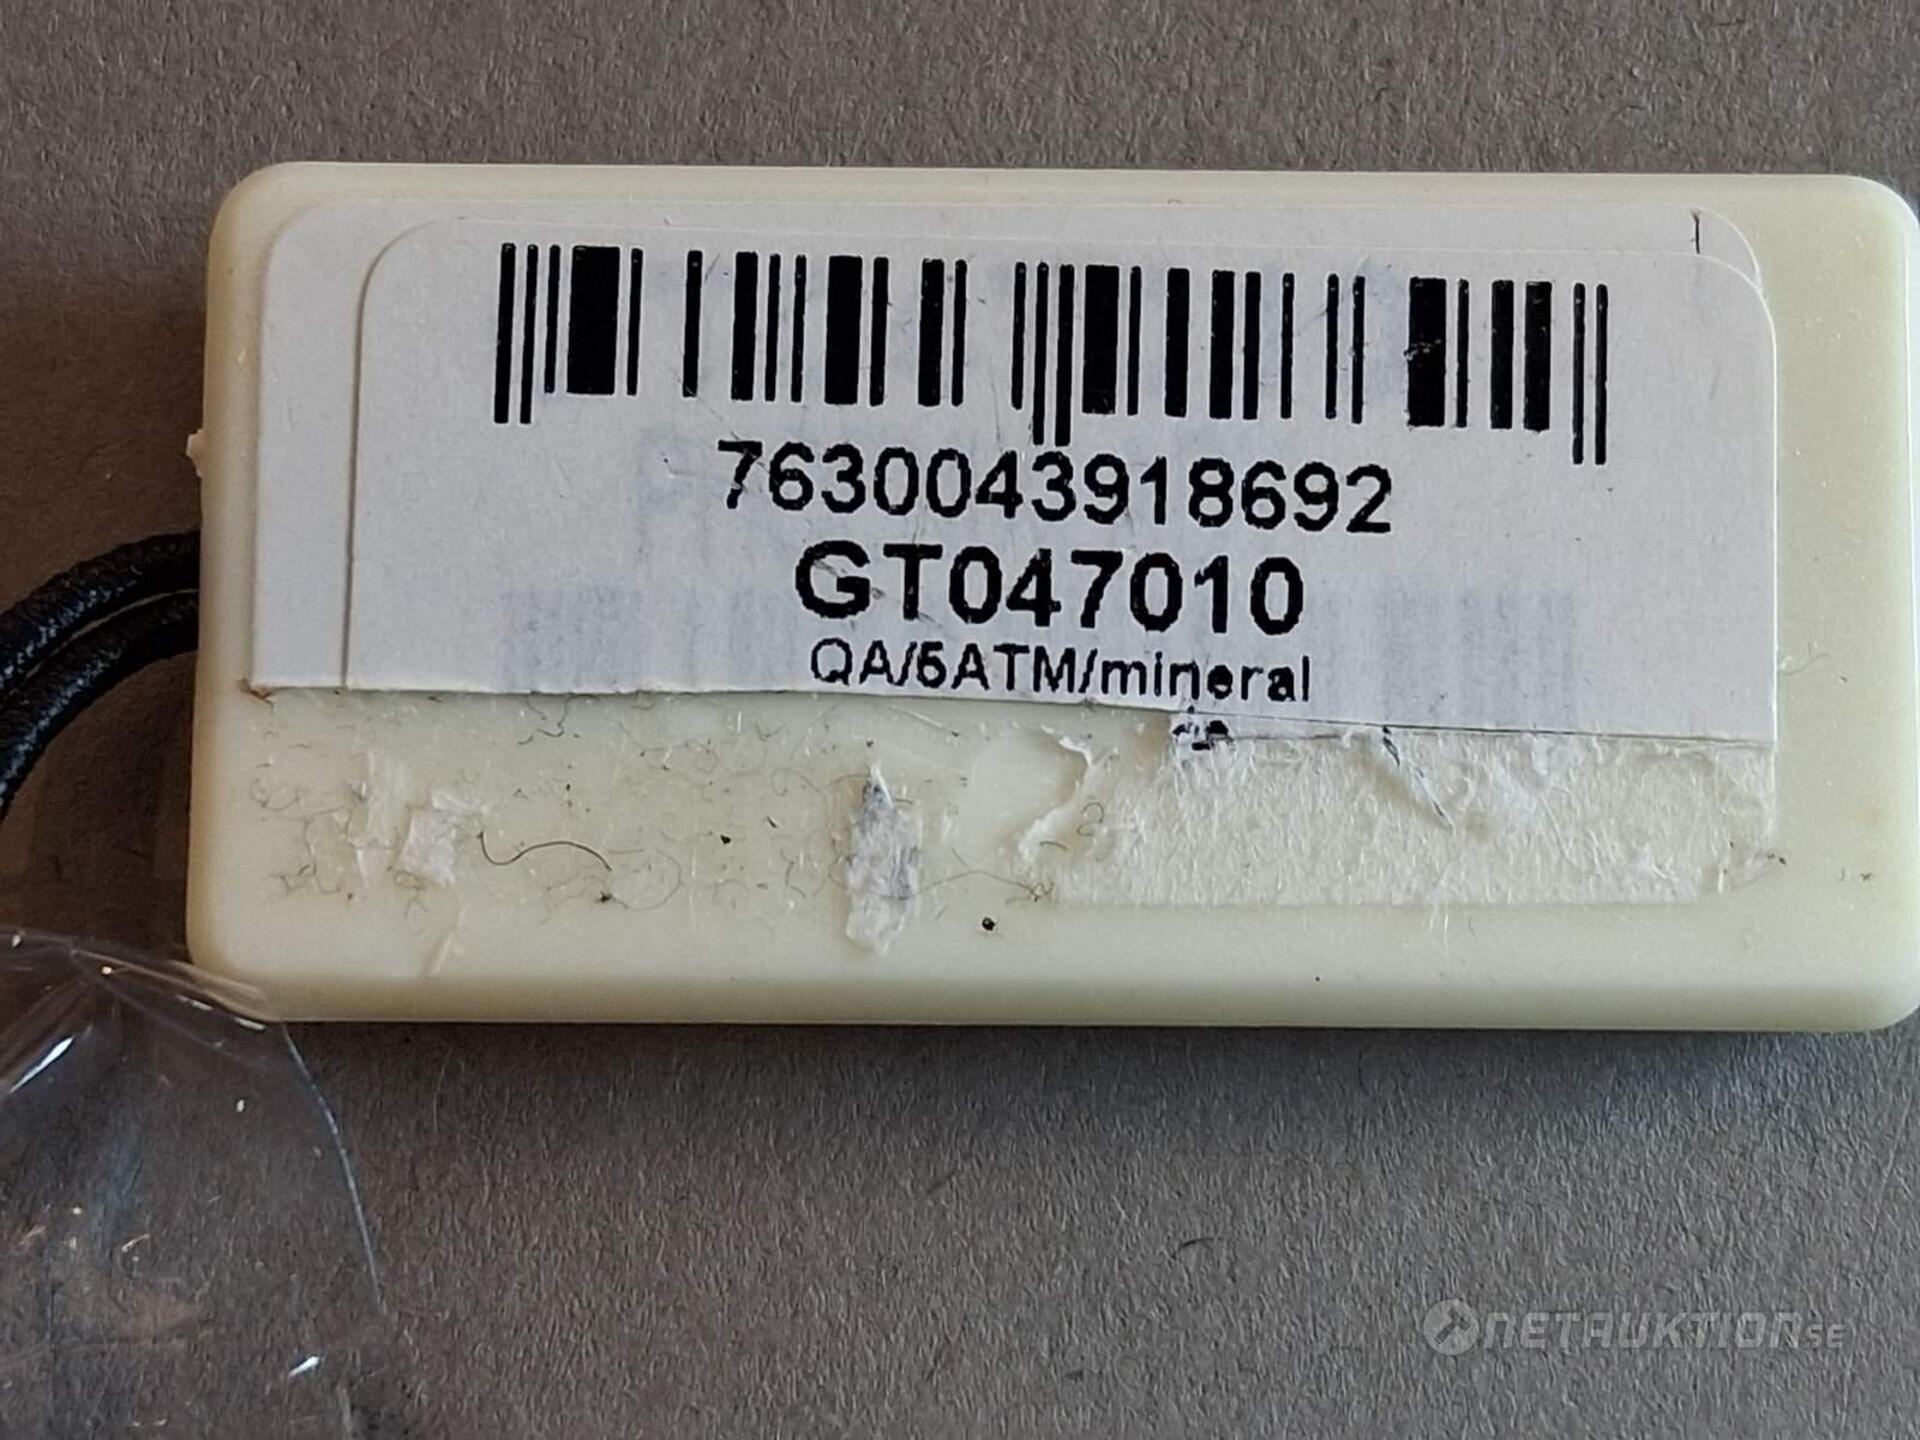 7630043918692
GT047010
QA/5ATM/mineral
NETAUKTION.SE